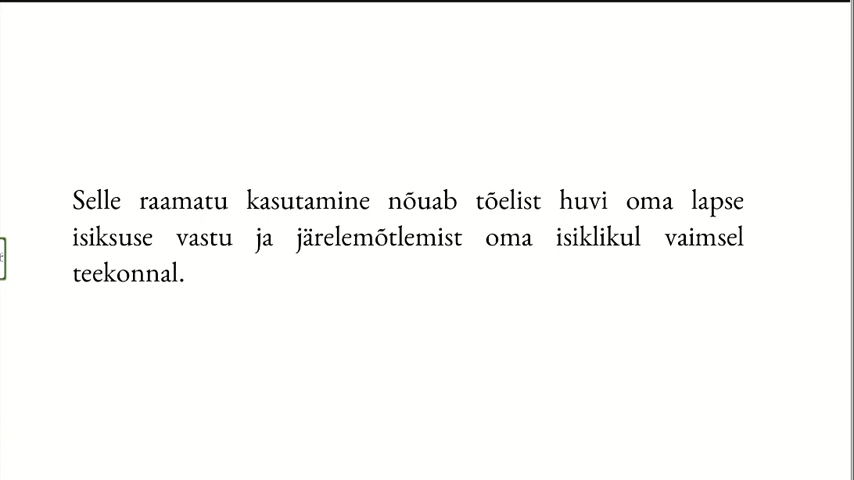 Selle raamatu kasutamine nõuab tõelist huvi oma lapse
isiksuse vastu ja järelemõtlemist oma isiklikul vaimsel
teekonnal.